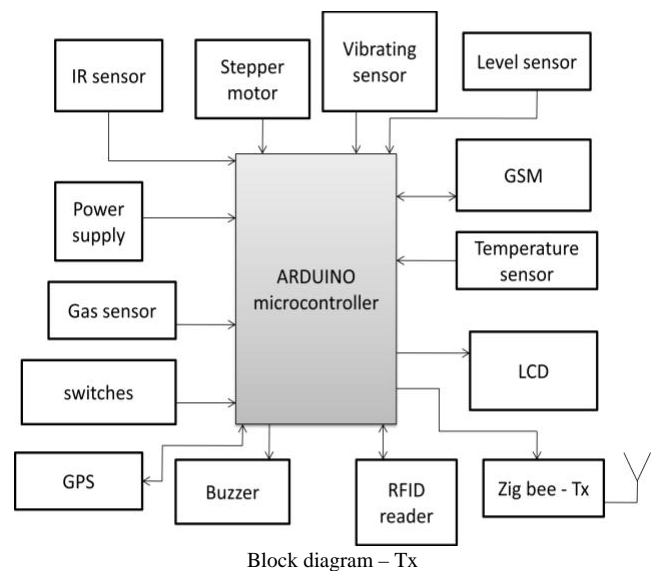 IR sensor
Stepper
motor
Vibrating
sensor
Level sensor
Power
supply
GSM
ARDUINO
microcontroller
Temperature
sensor
Gas sensor
LCD
switches
GPS
Buzzer
RFID
reader
Zig bee - Tx
Block diagram – Tx